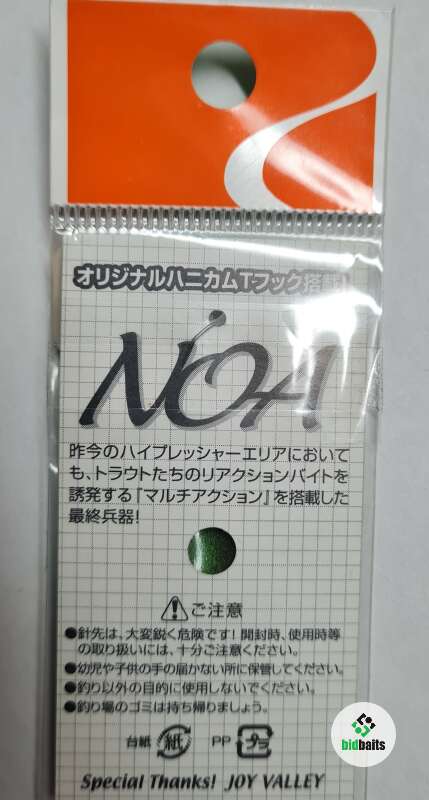 オリジナルハニカムTフック搭載!
NOA
昨今のハイプレッシャーエリアにおいて
も、トラウトたちのリアクションバイトを
誘発する『マルチアクション』を搭載した
最終兵器!
ご注意
●針先は、大変鋭く危険です!開封時、使用時等
の取り扱いには、十分ご注意ください。
●幼児や子供の手の届かない所に保管してください。
●釣り以外の目的に使用しないでください。
●釣り場のゴミは持ち帰りましょう。
台紙 紙 PP プラ
Special Thanks! JOY VALLEY
bidbaits